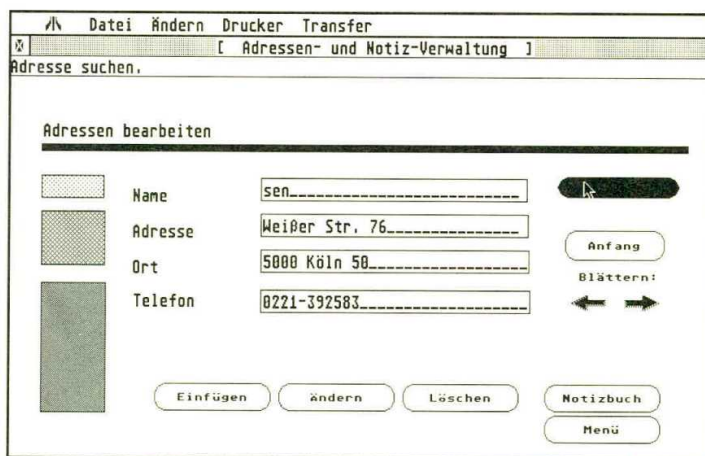 Datei Ändern Drucker Transfer
[ Adressen- und Notiz-Verwaltung ]
Adresse suchen.
Adressen bearbeiten
Name sen
Adresse Weißer Str. 76
Anfang
Ort 5000 Köln 50
Blättern:
Telefon 0221-392583
Einfügen ändern Löschen Notizbuch
Menü